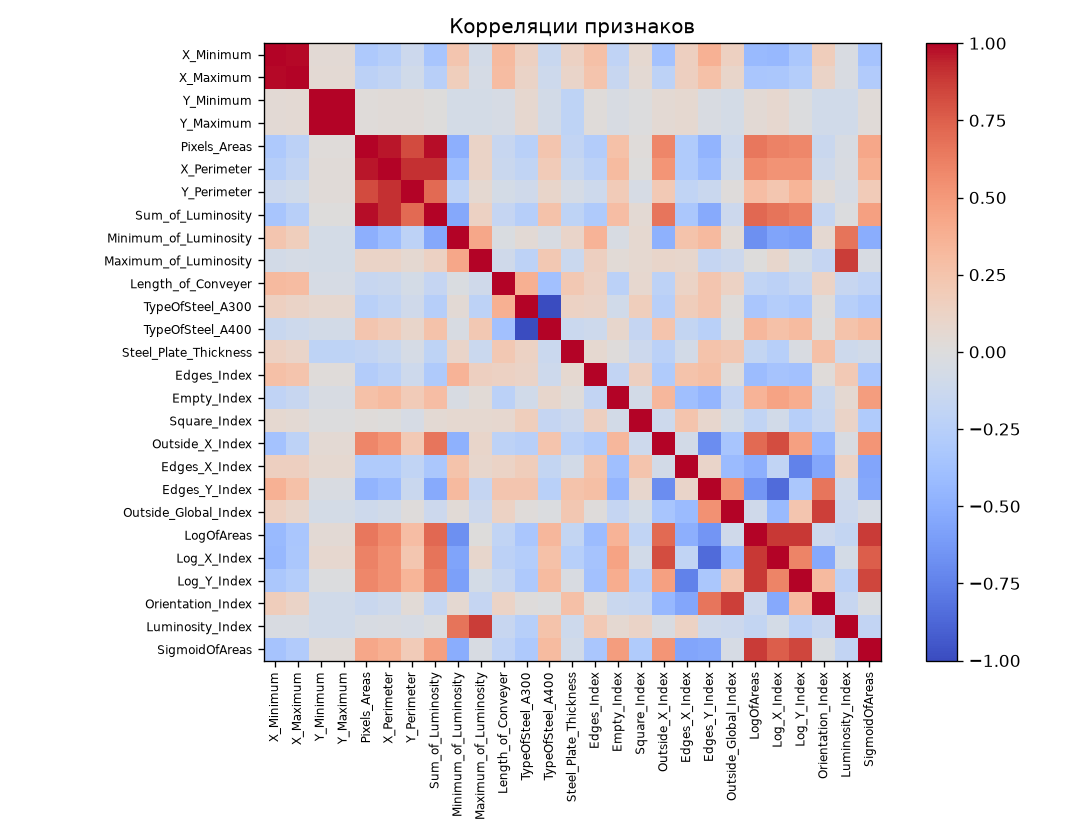 Корреляции признаков
X_Minimum
X_Maximum
Y_Minimum
Y_Maximum
Pixels_Areas
X_Perimeter
Y_Perimeter
Sum_of_Luminosity
Minimum_of_Luminosity
Maximum_of_Luminosity
Length_of_Conveyer
TypeOfSteel_A300
TypeOfSteel_A400
Steel_Plate_Thickness
Edges_Index
Empty_Index
Square_Index
Outside_X_Index
Edges_X_Index
Edges_Y_Index
Outside_Global_Index
LogOfAreas
Log_X_Index
Log_Y_Index
Orientation_Index
Luminosity_Index
SigmoidOfAreas
X_Minimum
X_Maximum
Y_Minimum
Y_Maximum
Pixels_Areas
X_Perimeter
Y_Perimeter
Sum_of_Luminosity
Minimum_of_Luminosity
Maximum_of_Luminosity
Length_of_Conveyer
TypeOfSteel_A300
TypeOfSteel_A400
Steel_Plate_Thickness
Edges_Index
Empty_Index
Square_Index
Outside_X_Index
Edges_X_Index
Edges_Y_Index
Outside_Global_Index
LogOfAreas
Log_X_Index
Log_Y_Index
Orientation_Index
Luminosity_Index
SigmoidOfAreas
1.00
0.75
0.50
0.25
0.00
−0.25
−0.50
−0.75
−1.00